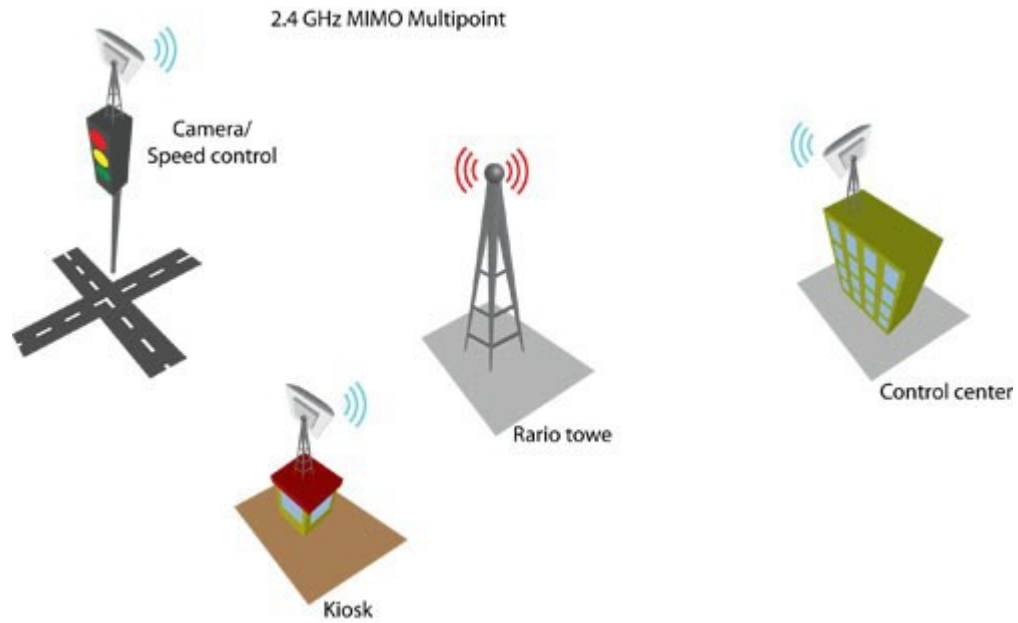 2.4 GHz MIMO Multipoint
Camera/
Speed control
Control center
Rario towe
Kiosk